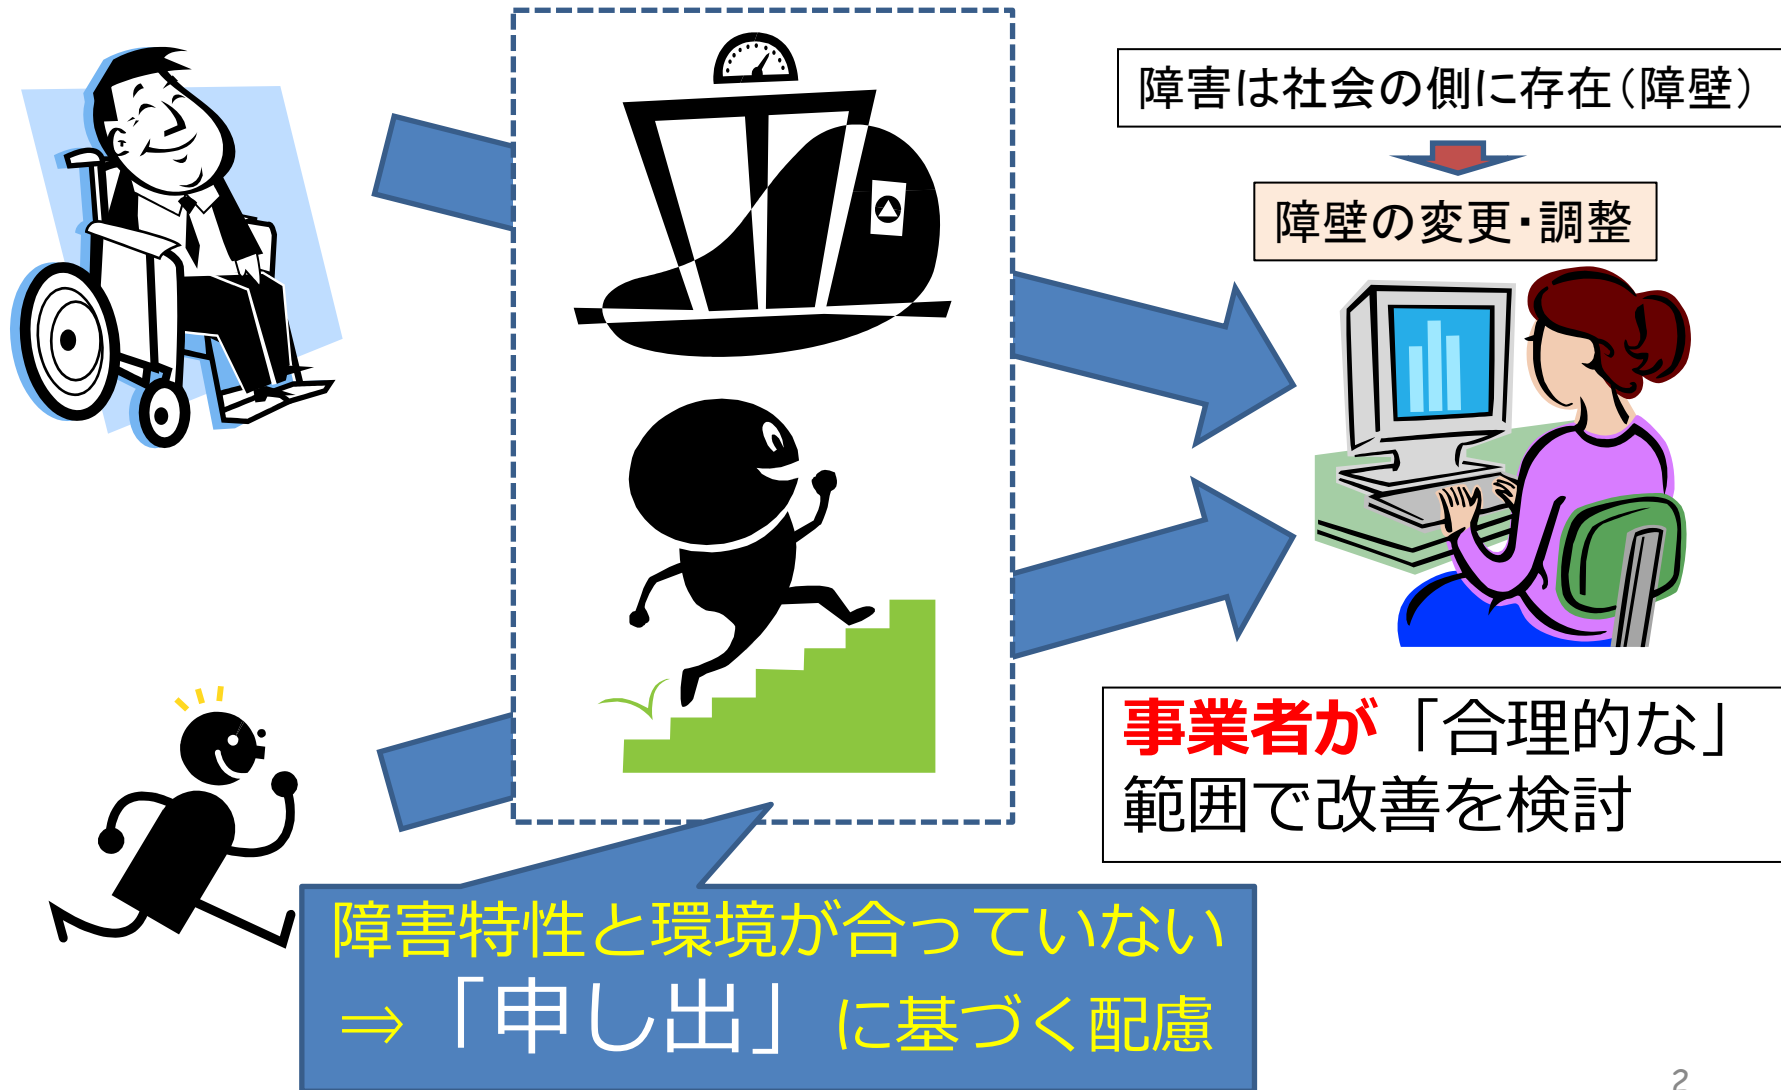 障害は社会の側に存在（障壁）
障壁の変更・調整
事業者が「合理的な」
範囲で改善を検討
障害特性と環境が合っていない
⇒「申し出」に基づく配慮
2